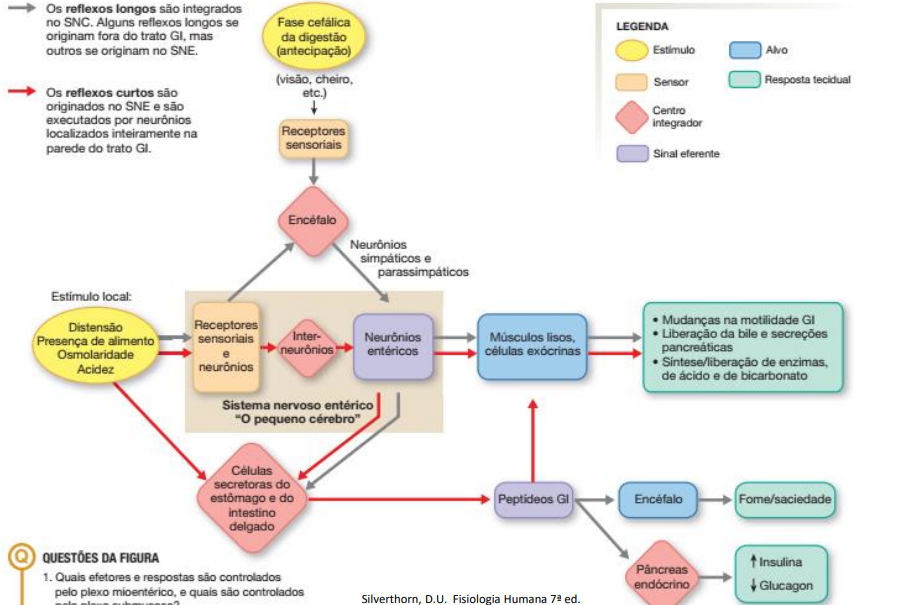 Os reflexos longos são integrados
no SNC. Alguns reflexos longos se
originam fora do trato GI, mas
outros se originam no SNE.
Os reflexos curtos são
originados no SNE e são
executados por neurônios
localizados inteiramente na
parede do trato GI.
Fase cefálica
da digestão
(antecipação)
(visão, cheiro,
etc.)
Receptores
sensoriais
Encéfalo
Neurônios
simpáticos e
parassimpáticos
LEGENDA
Estímulo
Alvo
Sensor
Resposta tecidual
Centro
integrador
Sinal eferente
Estímulo local:
Distensão
Presença de alimento
Osmolaridade
Acidez
Receptores
sensoriais
e
neurônios
Inter-
neurônios
Neurônios
entéricos
Músculos lisos,
células exócrinas
• Mudanças na motilidade GI
• Liberação da bile e secreções
pancreáticas
• Síntese/liberação de enzimas,
de ácido e de bicarbonato
Sistema nervoso entérico
“O pequeno cérebro”
Células
secretoras do
estômago e do
intestino
delgado
Peptídeos GI
Encéfalo
Fome/saciedade
Pâncreas
endócrino
↑ Insulina
↓ Glucagon
Q QUESTÕES DA FIGURA
1. Quais efetores e respostas são controlados
pelo plexo mioentérico, e quais são controlados
Silverthorn, D.U. Fisiologia Humana 7ª ed.